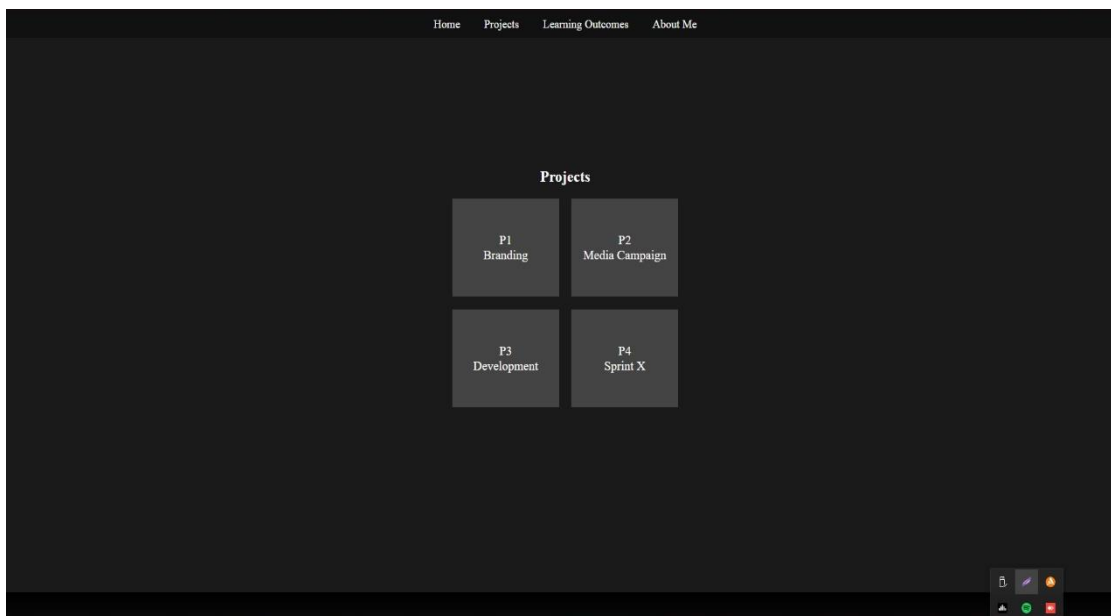 Home Projects Learning Outcomes About Me
Projects
P1
Branding
P2
Media Campaign
P3
Development
P4
Sprint X